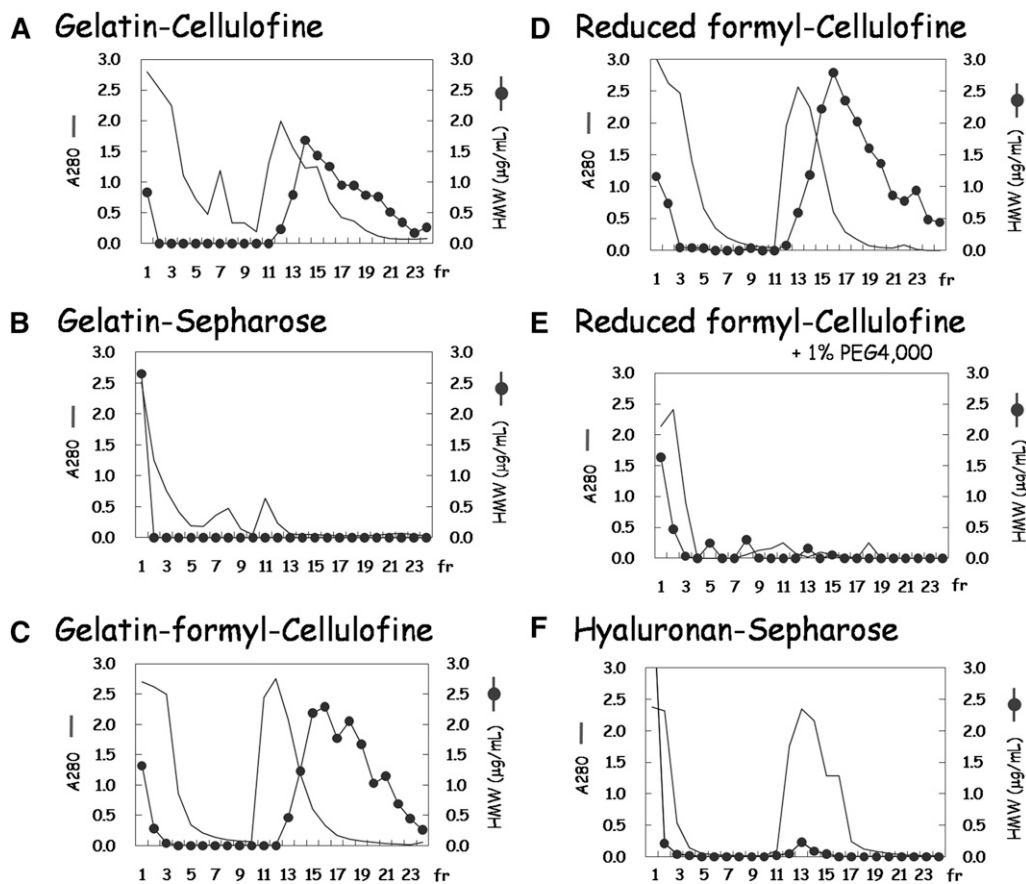 A Gelatin-Cellufine
3.0 2.5 2.0 1.5 1.0 0.5 0.0
A280
3.0 2.5 2.0 1.5 1.0 0.5 0.0
HMW (µg/mL)
1 3 5 7 9 11 13 15 17 19 21 23 fr
B Gelatin-Sepharose
3.0 2.5 2.0 1.5 1.0 0.5 0.0
A280
3.0 2.5 2.0 1.5 1.0 0.5 0.0
HMW (µg/mL)
1 3 5 7 9 11 13 15 17 19 21 23 fr
C Gelatin-formyl-Cellufine
3.0 2.5 2.0 1.5 1.0 0.5 0.0
A280
3.0 2.5 2.0 1.5 1.0 0.5 0.0
HMW (µg/mL)
1 3 5 7 9 11 13 15 17 19 21 23 fr
D Reduced formyl-Cellufine
3.0 2.5 2.0 1.5 1.0 0.5 0.0
A280
3.0 2.5 2.0 1.5 1.0 0.5 0.0
HMW (µg/mL)
1 3 5 7 9 11 13 15 17 19 21 23 fr
E Reduced formyl-Cellufine
+ 1% PEG4,000
3.0 2.5 2.0 1.5 1.0 0.5 0.0
A280
3.0 2.5 2.0 1.5 1.0 0.5 0.0
HMW (µg/mL)
1 3 5 7 9 11 13 15 17 19 21 23 fr
F Hyaluronan-Sepharose
3.0 2.5 2.0 1.5 1.0 0.5 0.0
A280
3.0 2.5 2.0 1.5 1.0 0.5 0.0
HMW (µg/mL)
1 3 5 7 9 11 13 15 17 19 21 23 fr